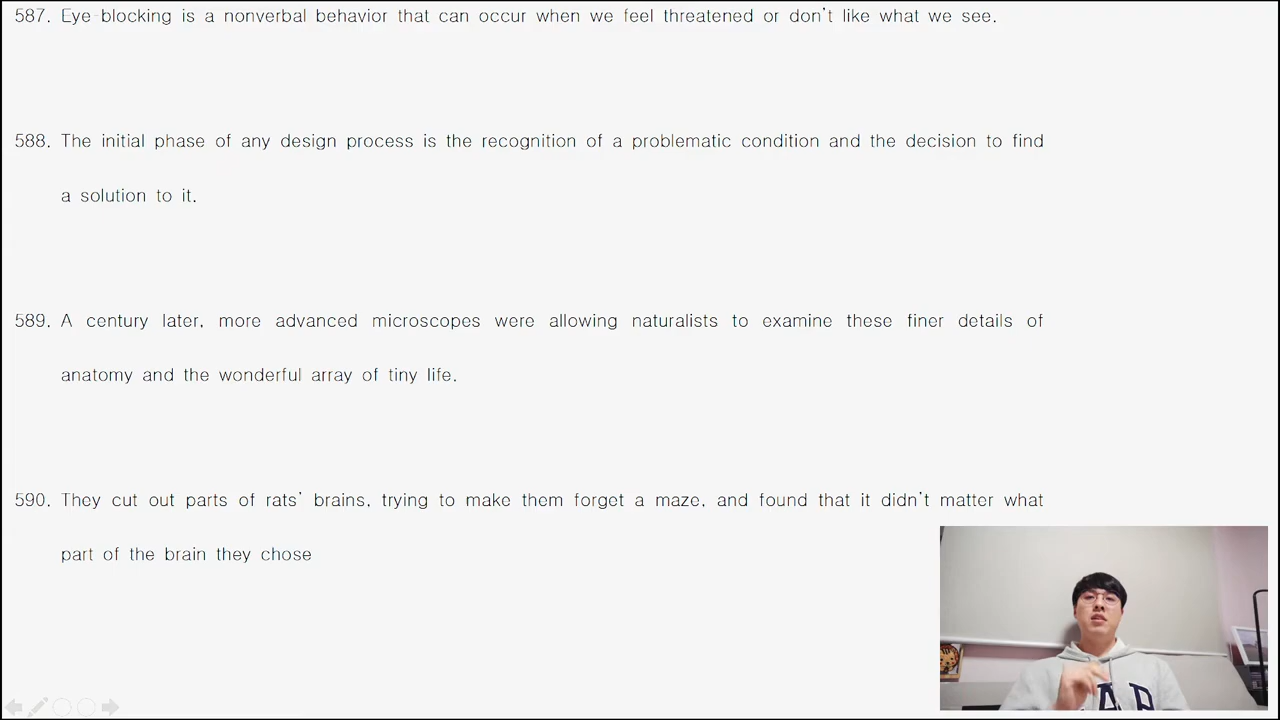 587. Eye-blocking is a nonverbal behavior that can occur when we feel threatened or don't like what we see.
588. The initial phase of any design process is the recognition of a problematic condition and the decision to find
a solution to it.
589. A century later, more advanced microscopes were allowing naturalists to examine these finer details of
anatomy and the wonderful array of tiny life.
590. They cut out parts of rats' brains, trying to make them forget a maze, and found that it didn't matter what
part of the brain they chose